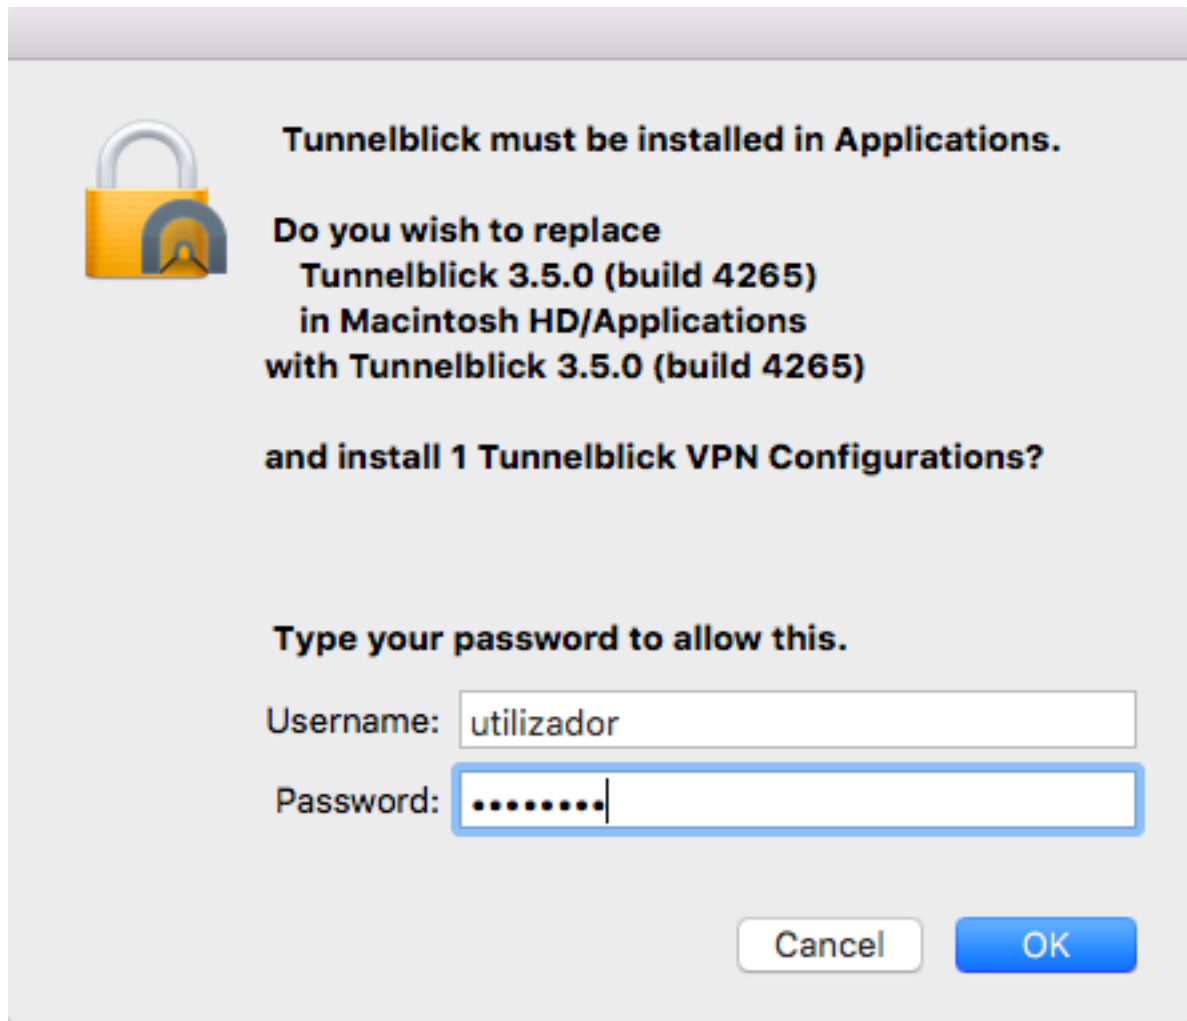 Tunnelblick must be installed in Applications.
Do you wish to replace
Tunnelblick 3.5.0 (build 4265)
in Macintosh HD/Applications
with Tunnelblick 3.5.0 (build 4265)
and install 1 Tunnelblick VPN Configurations?
Type your password to allow this.
Username: utilizador
Password: ••••••••
Cancel OK